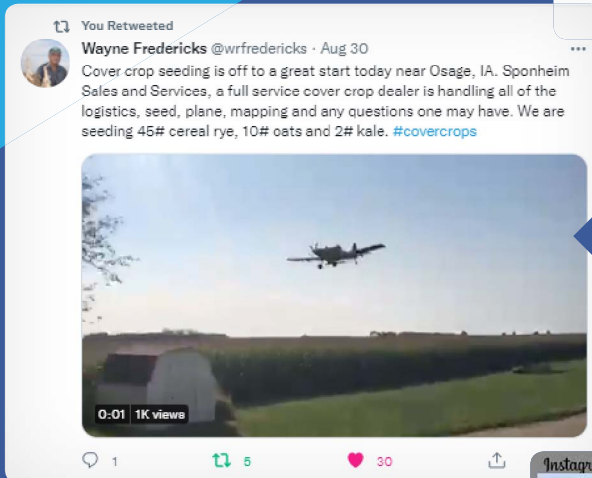 You Retweeted
Wayne Fredericks @wrfredericks · Aug 30
Cover crop seeding is off to a great start today near Osage, IA. Sponheim
Sales and Services, a full service cover crop dealer is handling all of the
logistics, seed, plane, mapping and any questions one may have. We are
seeding 45# cereal rye, 10# oats and 2# kale. #covercrops
0:01 1K views
1 5 30
Instagr